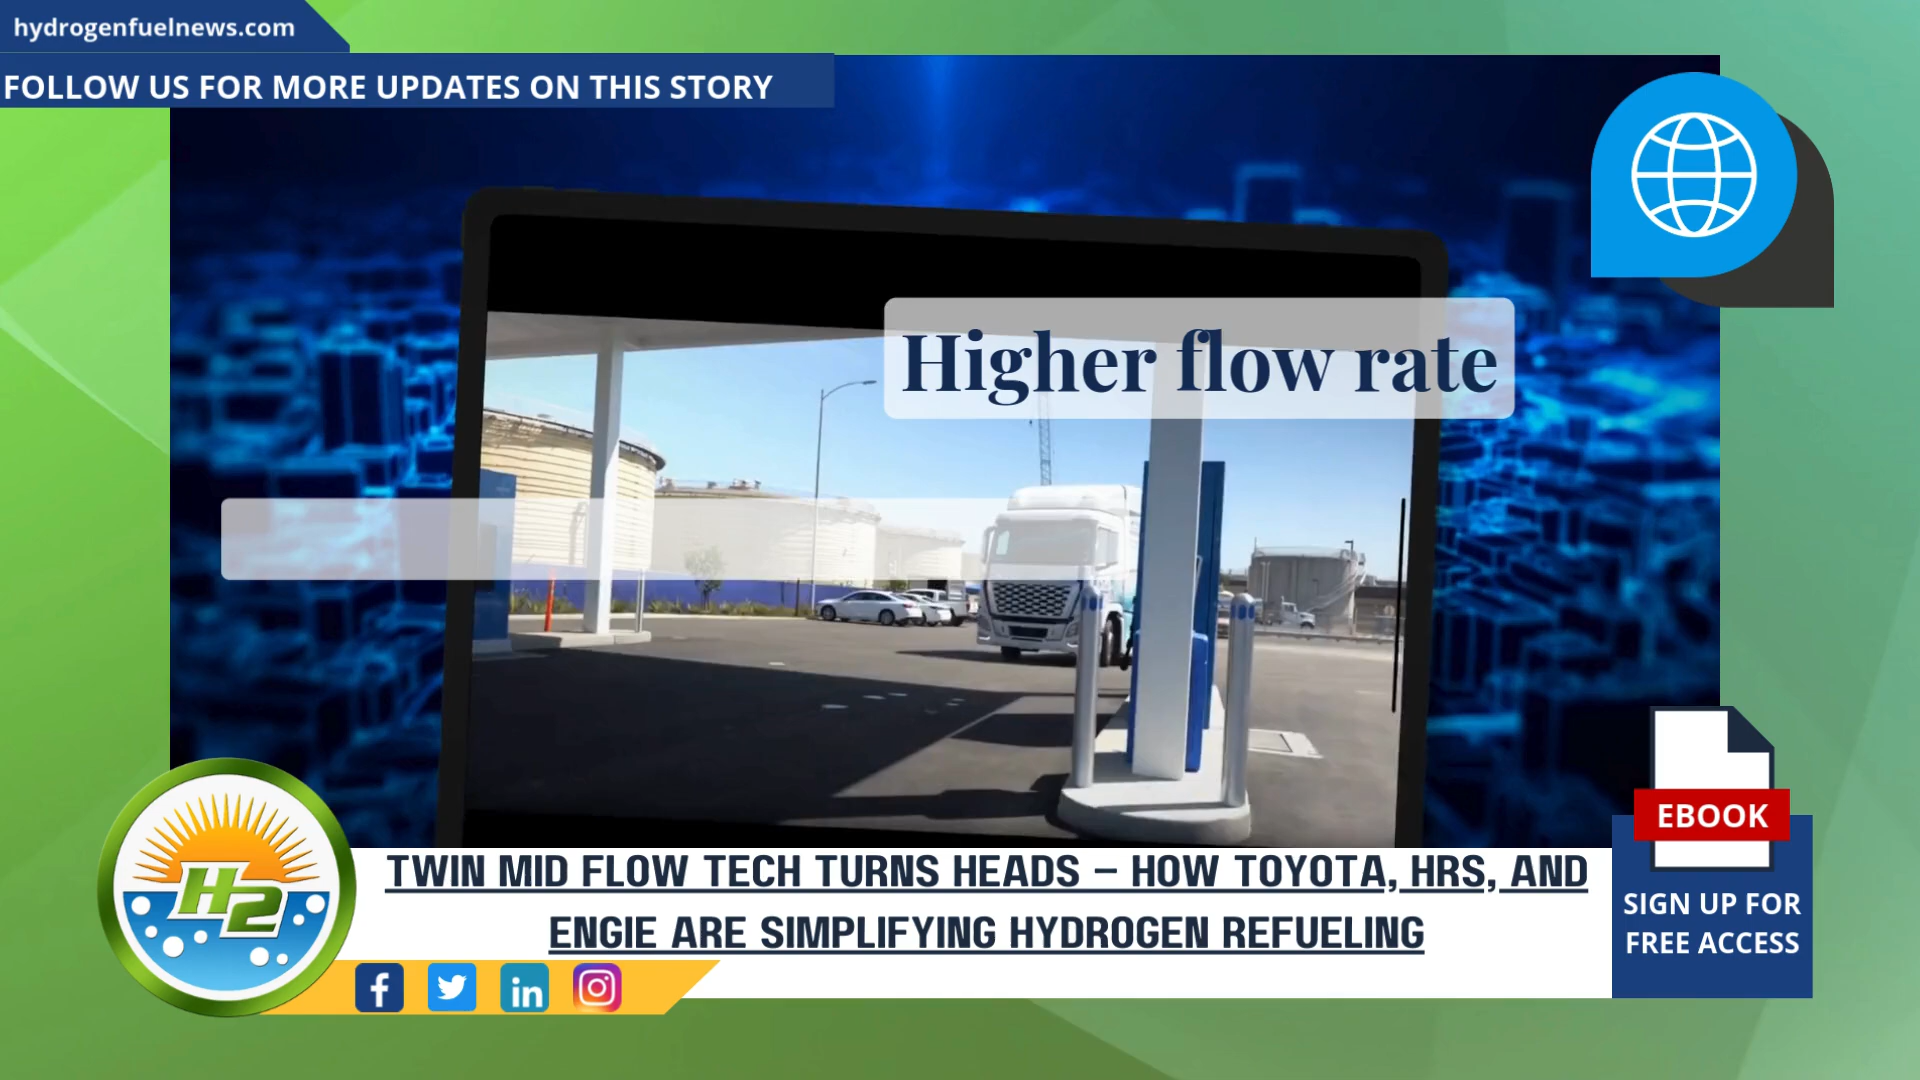 hydrogenfuelnews.com
FOLLOW US FOR MORE UPDATES ON THIS STORY
Higher flow rate
H2
TWIN MID FLOW TECH TURNS HEADS – HOW TOYOTA, HRS, AND
ENGIE ARE SIMPLIFYING HYDROGEN REFUELING
EBOOK
SIGN UP FOR
FREE ACCESS
f
in